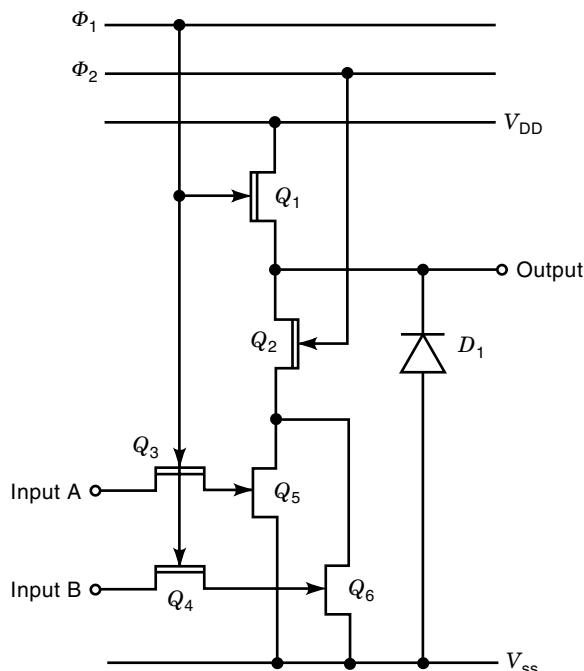 Φ1
Φ2
VDD
Q1
Output
Q2
D1
Q3
Input A
Q5
Input B
Q4
Q6
Vss